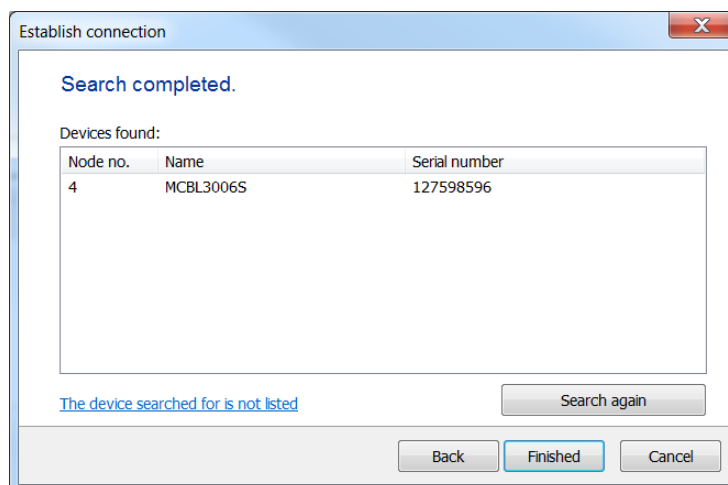 Establish connection
X
Search completed.
Devices found:
Node no. Name Serial number
4 MCBL3006S 127598596
The device searched for is not listed Search again
Back Finished Cancel